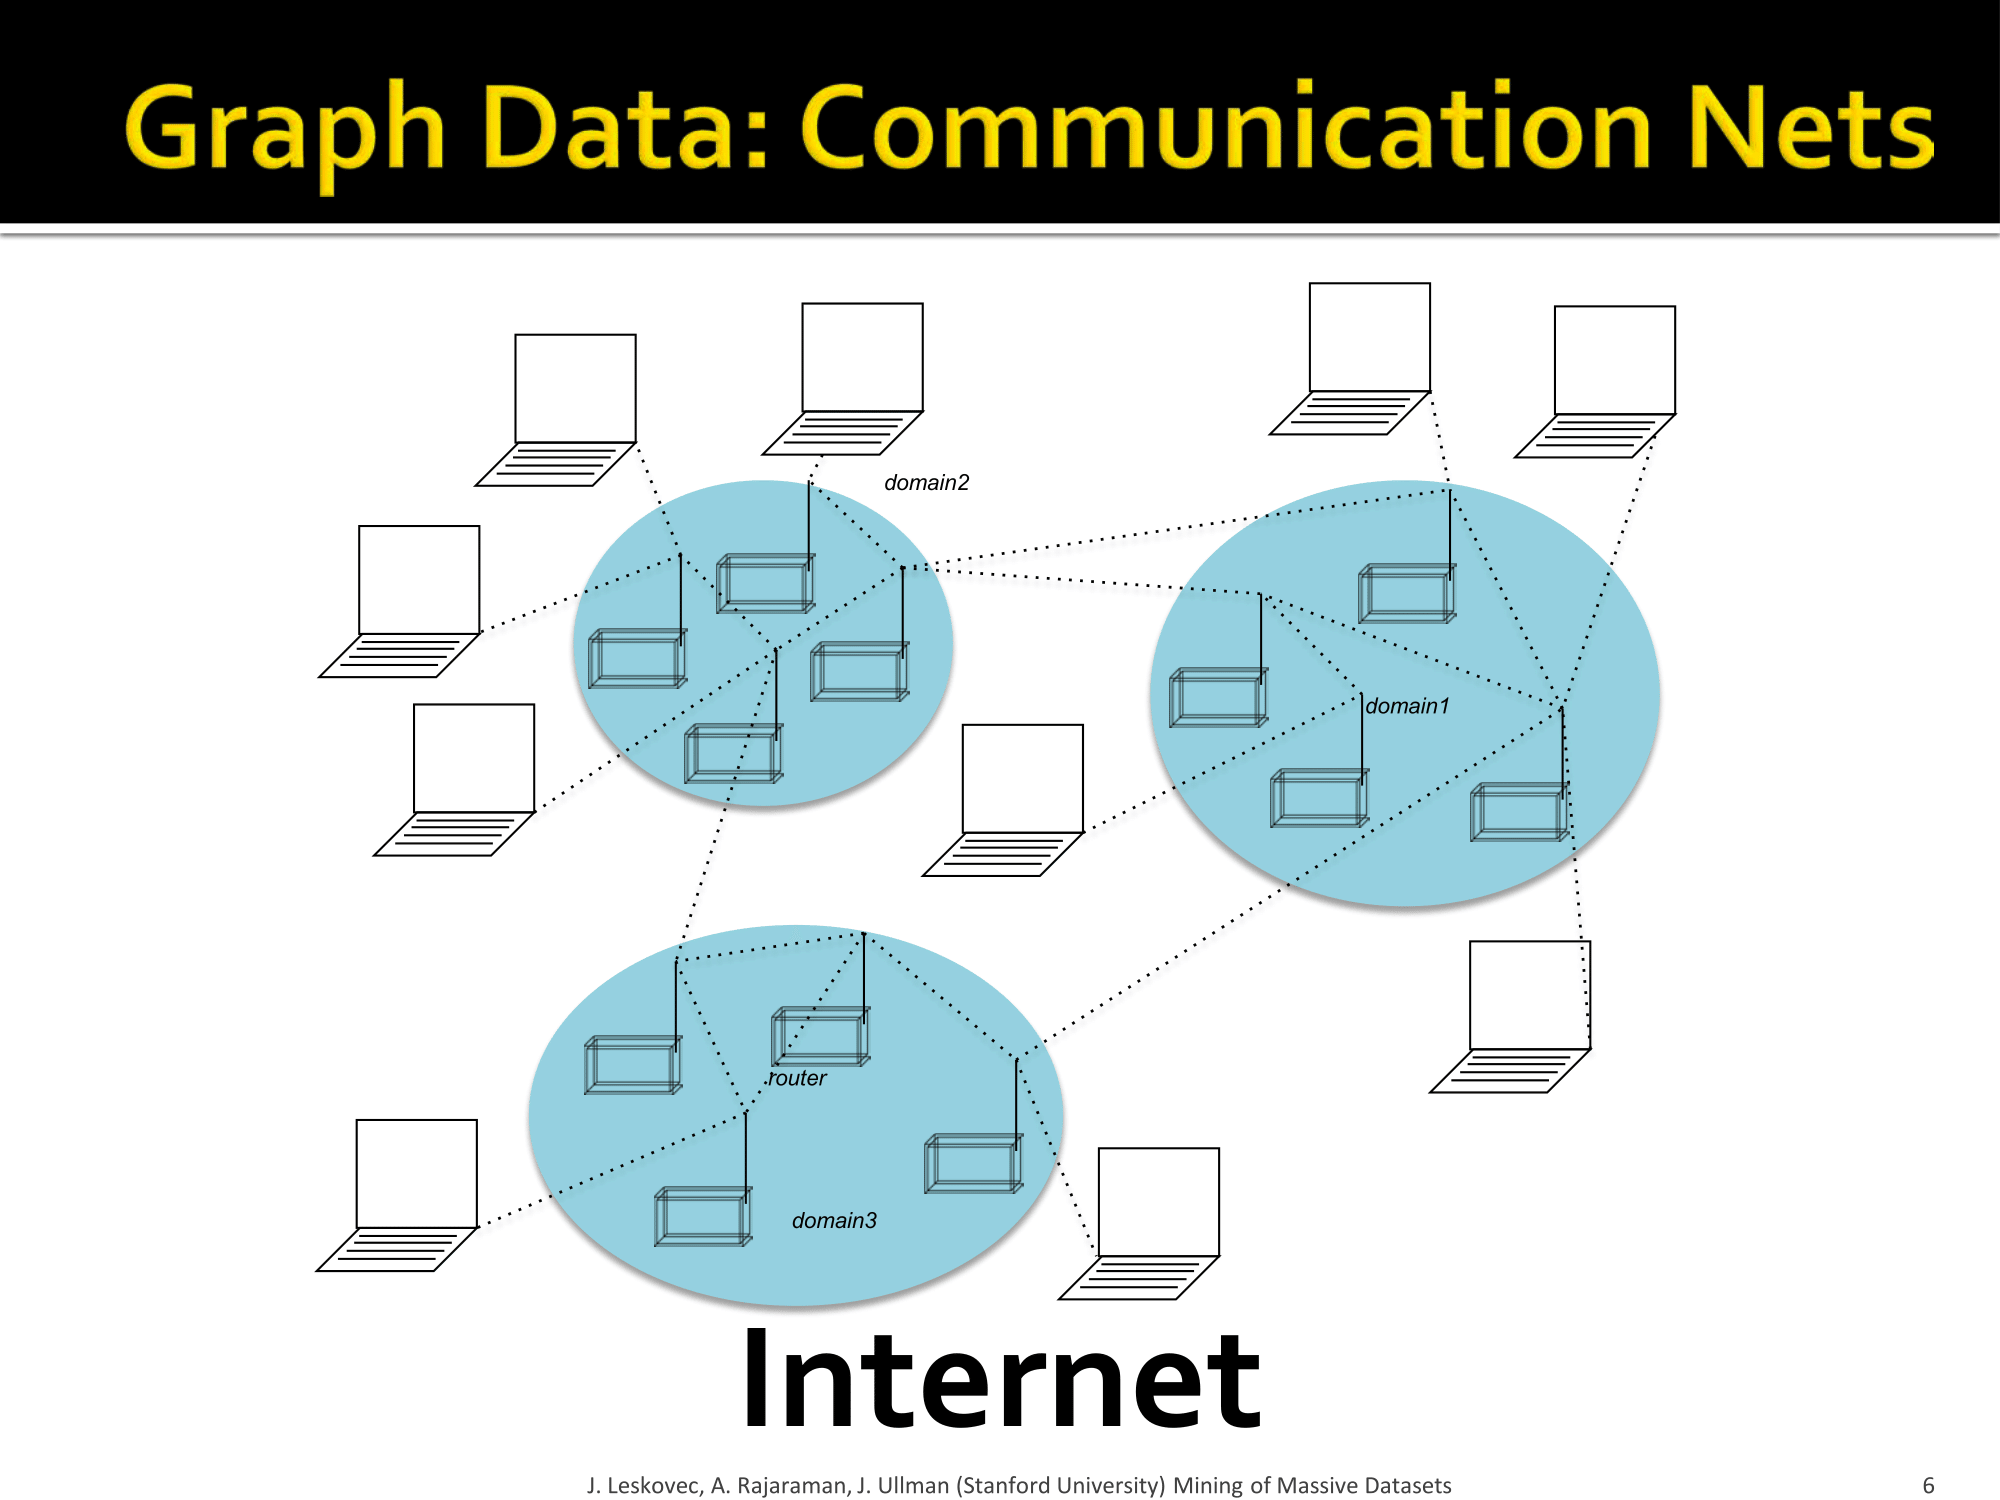 Graph Data: Communication Nets
domain2
domain1
router
domain3
Internet
J. Leskovec, A. Rajaraman, J. Ullman (Stanford University) Mining of Massive Datasets
6